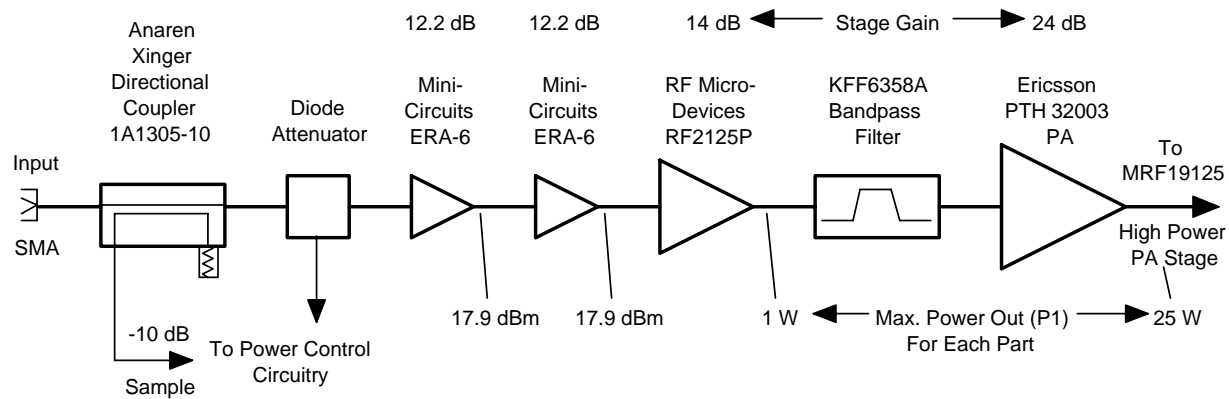 12.2 dB
12.2 dB
14 dB
Stage Gain
24 dB
Anaren
Xinger
Directional
Coupler
1A1305-10
Diode
Attenuator
Mini-
Circuits
ERA-6
Mini-
Circuits
ERA-6
RF Micro-
Devices
RF2125P
KFF6358A
Bandpass
Filter
Ericsson
PTH 32003
PA
Input
SMA
To
MRF19125
High Power
PA Stage
-10 dB
Sample
To Power Control
Circuitry
17.9 dBm
17.9 dBm
1 W
Max. Power Out (P1)
For Each Part
25 W